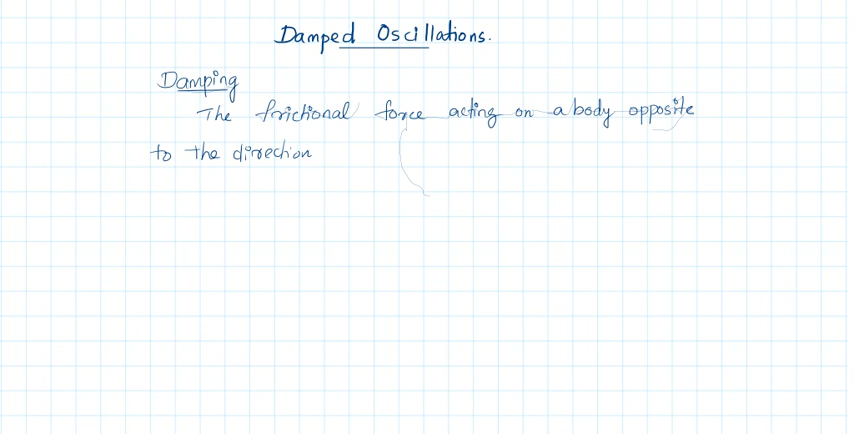 Damped Oscillations.
Damping
The frictional force acting on a body opposite
to the direction